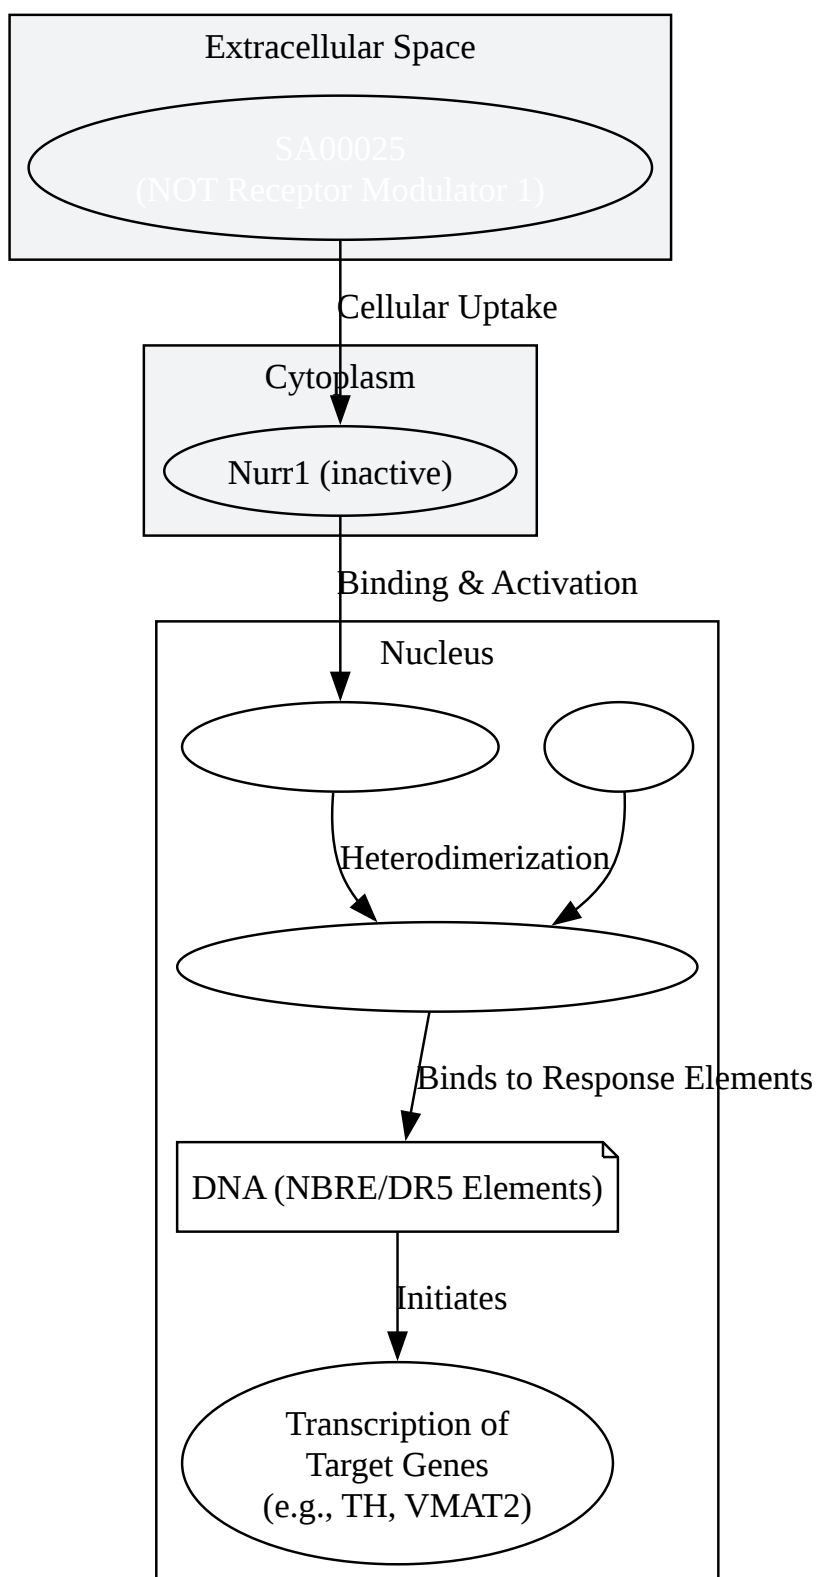 Extracellular Space
SA00025
(NOT Receptor Modulator 1)
Cellular Uptake
Cytoplasm
Nurr1 (inactive)
Binding & Activation
Nucleus
Heterodimerization
Binds to Response Elements
DNA (NBRE/DR5 Elements)
Initiates
Transcription of
Target Genes
(e.g., TH, VMAT2)